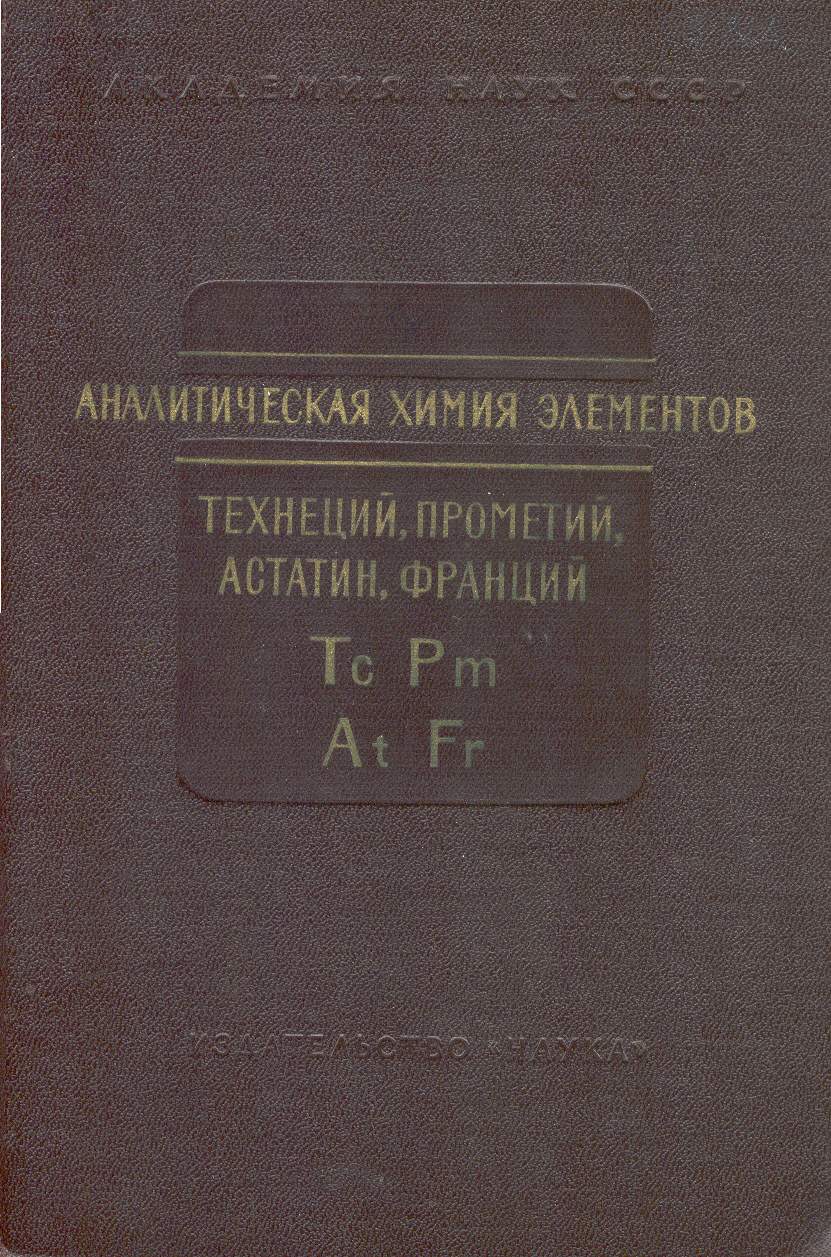 АКАДЕМИЯ НАУК СССР
АНАЛИТИЧЕСКАЯ ХИМИЯ ЭЛЕМЕНТОВ
ТЕХНЕЦИЙ, ПРОМЕТИЙ,
АСТАТИН, ФРАНЦИЙ
Tc Pm
At Fr
ИЗДАТЕЛЬСТВО «НАУКА»